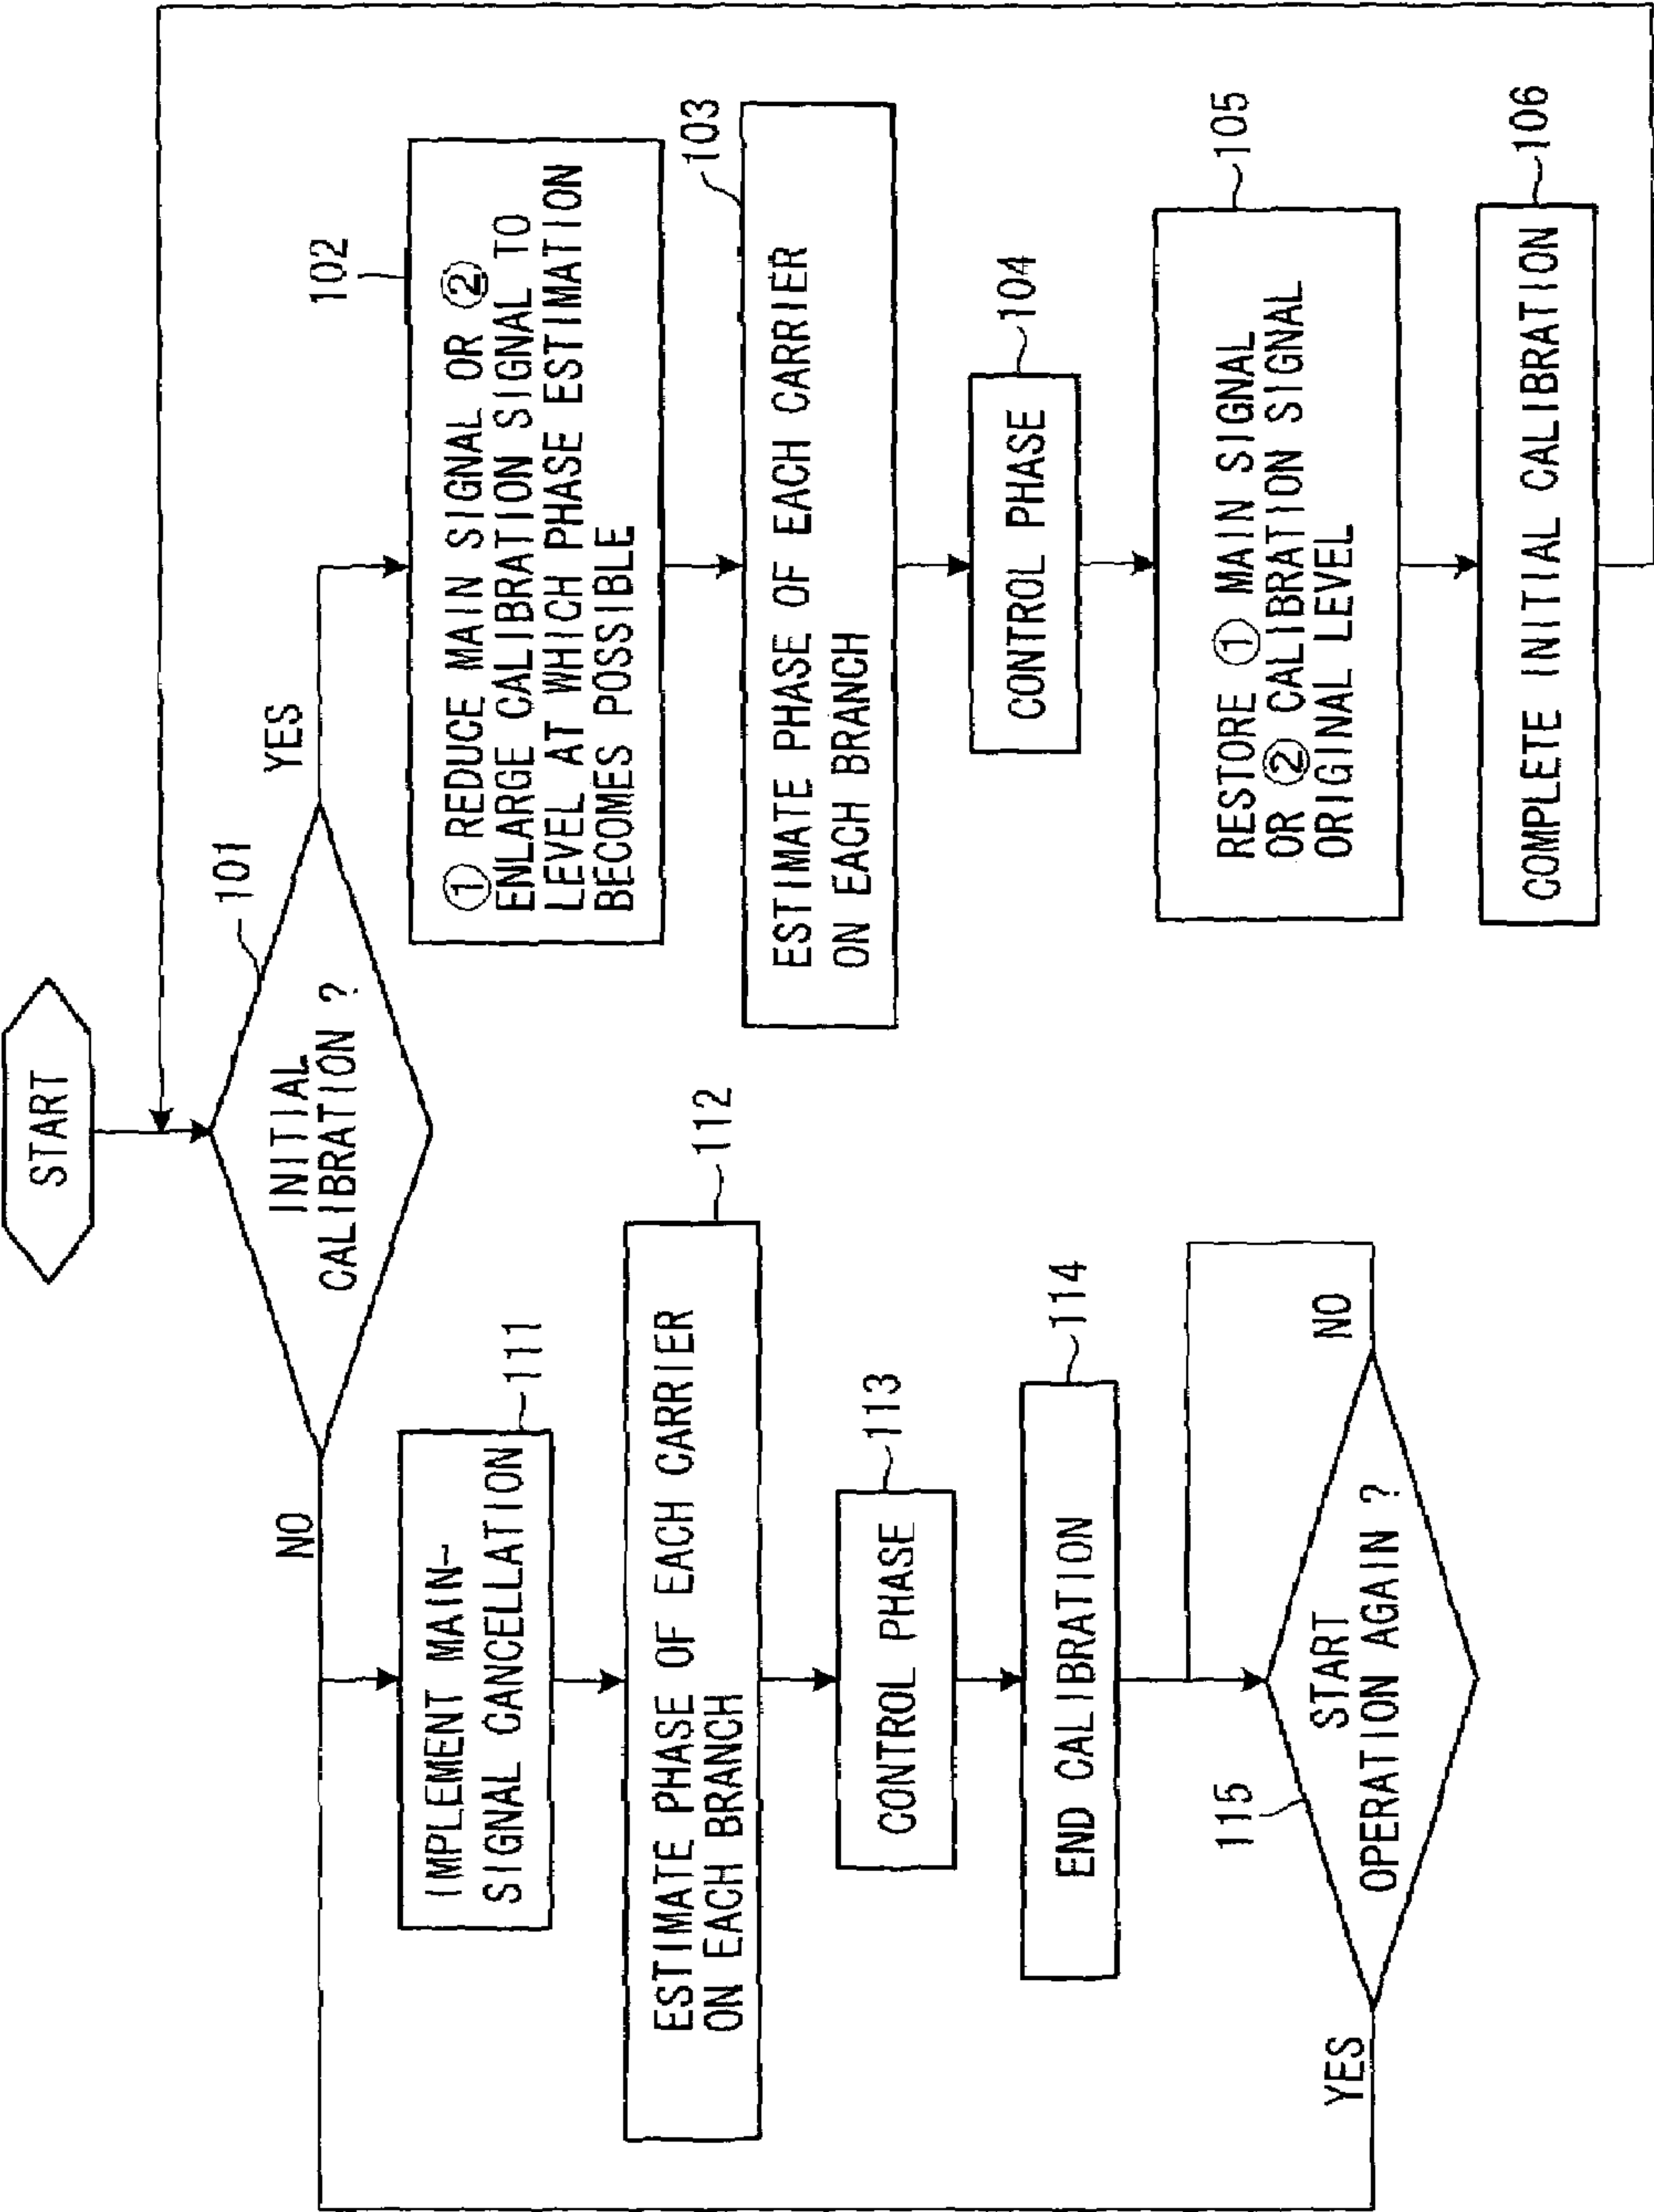 START
INITIAL
CALIBRATION ?
101
YES
NO
102
① REDUCE MAIN SIGNAL OR ②
ENLARGE CALIBRATION SIGNAL TO
LEVEL AT WHICH PHASE ESTIMATION
BECOMES POSSIBLE
103
ESTIMATE PHASE OF EACH CARRIER
ON EACH BRANCH
104
CONTROL PHASE
105
RESTORE ① MAIN SIGNAL
OR ② CALIBRATION SIGNAL
ORIGINAL LEVEL
106
COMPLETE INITIAL CALIBRATION
111
IMPLEMENT MAIN-
SIGNAL CANCELLATION
112
ESTIMATE PHASE OF EACH CARRIER
ON EACH BRANCH
113
CONTROL PHASE
114
END CALIBRATION
115
START
OPERATION AGAIN ?
NO
YES